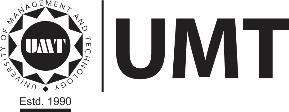 UNIVERSITY OF MANAGEMENT AND TECHNOLOGY
UMT
Estd. 1990
UMT